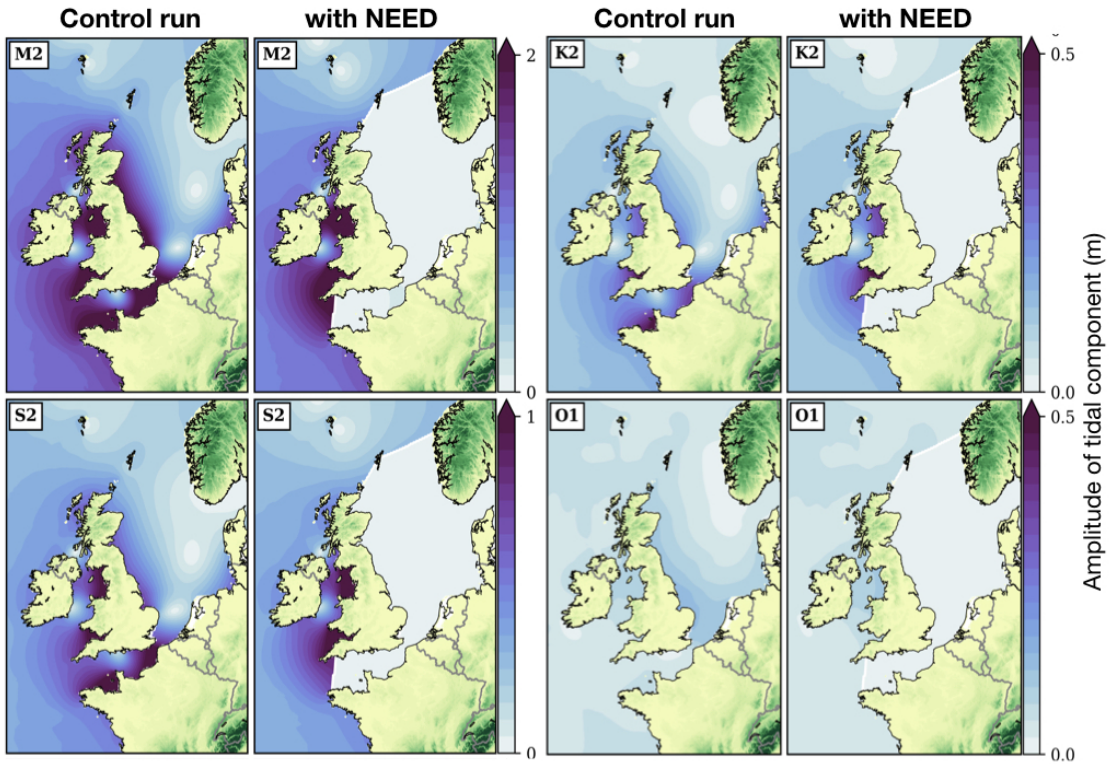 Control run with NEED Control run with NEED
M2 M2 2 K2 K2 0.5
0 0.0
S2 S2 1 O1 O1 0.5
0 0.0
Amplitude of tidal component (m)